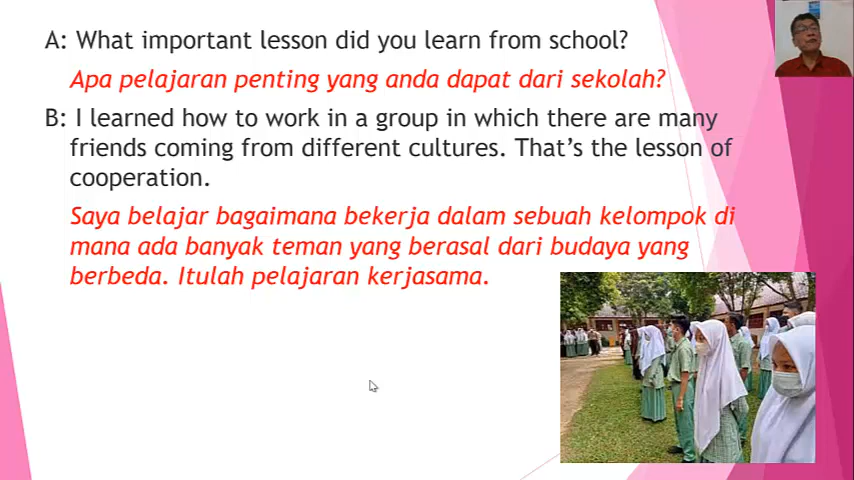 A: What important lesson did you learn from school?
Apa pelajaran penting yang anda dapat dari sekolah?
B: I learned how to work in a group in which there are many
friends coming from different cultures. That’s the lesson of
cooperation.
Saya belajar bagaimana bekerja dalam sebuah kelompok di
mana ada banyak teman yang berasal dari budaya yang
berbeda. Itulah pelajaran kerjasama.